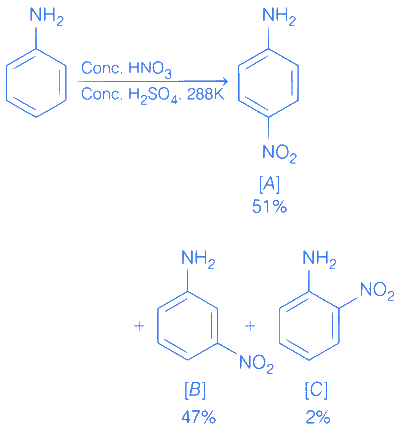 NH₂
NH₂
Conc. HNO₃
Conc. H₂SO₄. 288K
NO₂
[A]
51%
NH₂
NH₂
NO₂
+
+
NO₂
[B]
[C]
47%
2%